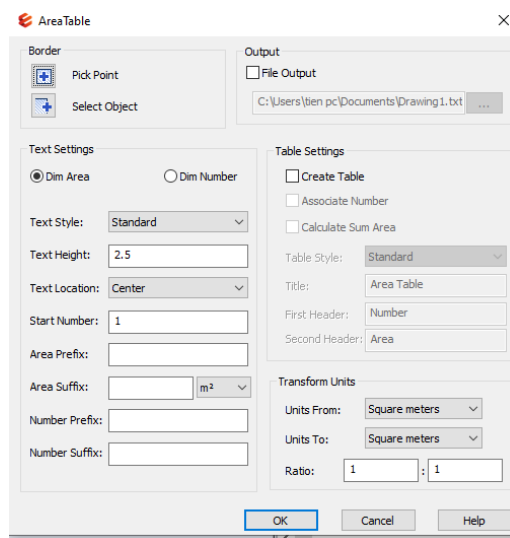 AreaTable
Border
Pick Point
Select Object
Output
File Output
C:\Users\tien pc\Documents\Drawing1.txt ...
Text Settings
Dim Area Dim Number
Text Style: Standard
Text Height: 2.5
Text Location: Center
Start Number: 1
Area Prefix:
Area Suffix: m²
Number Prefix:
Number Suffix:
Table Settings
Create Table
Associate Number
Calculate Sum Area
Table Style: Standard
Title: Area Table
First Header: Number
Second Header: Area
Transform Units
Units From: Square meters
Units To: Square meters
Ratio: 1 : 1
OK Cancel Help